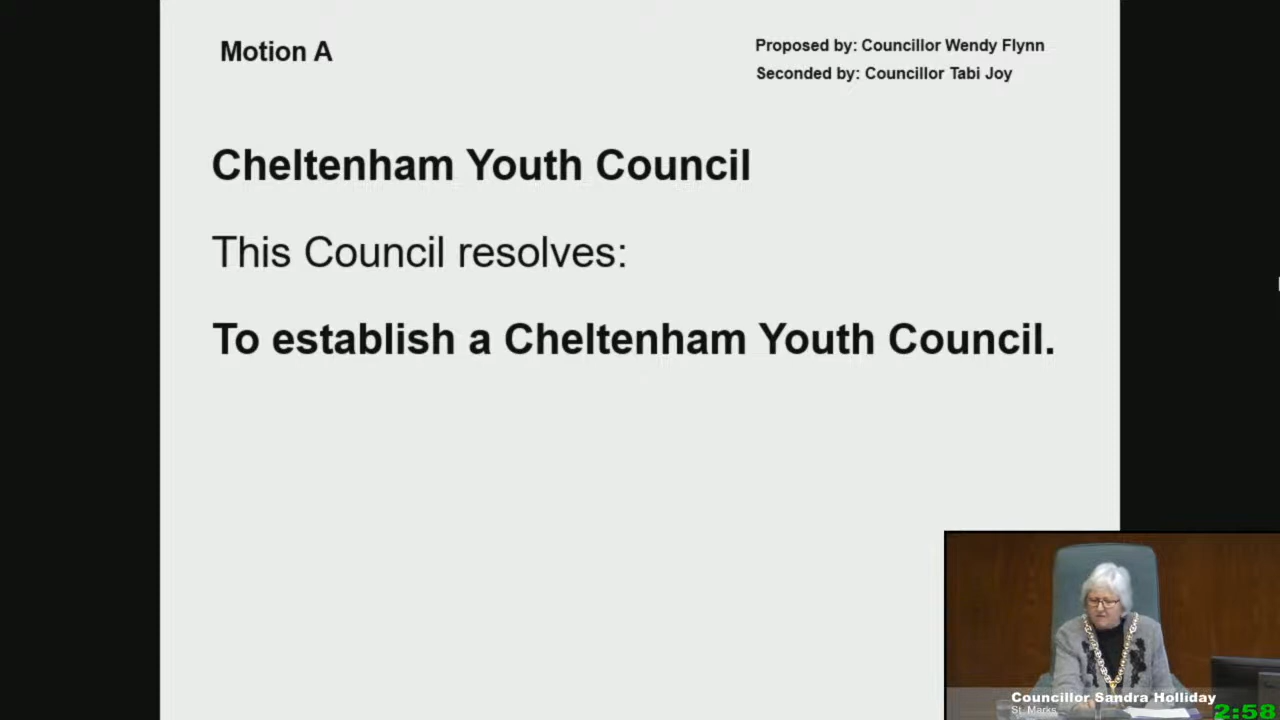 Motion A
Proposed by: Councillor Wendy Flynn
Seconded by: Councillor Tabi Joy
Cheltenham Youth Council
This Council resolves:
To establish a Cheltenham Youth Council.
Councillor Sandra Holliday
St. Marks
2:58